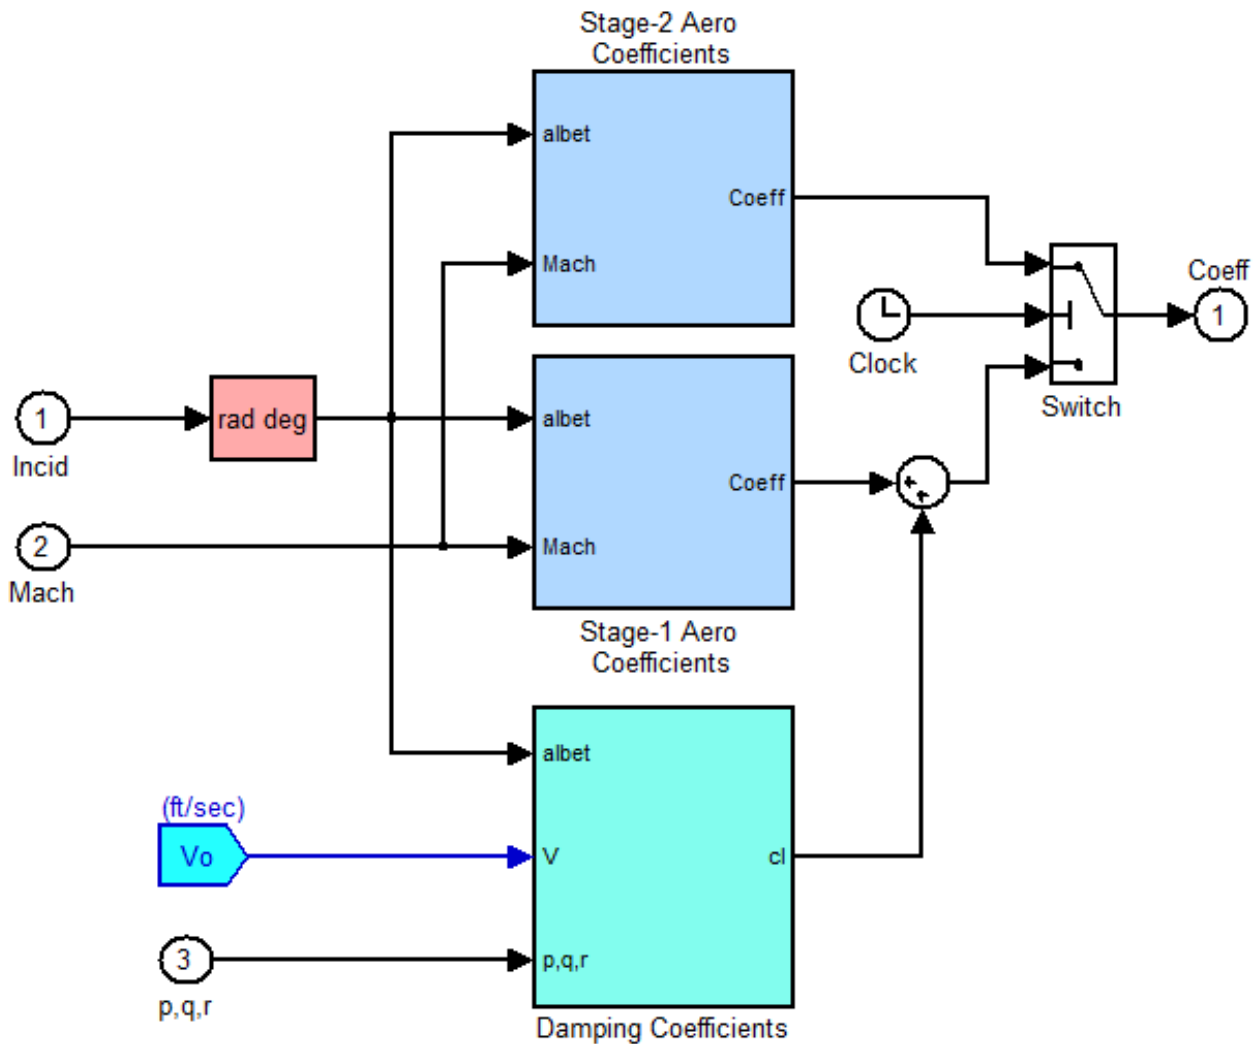 Stage-2 Aero
Coefficients
albet
Coeff
Mach
Coeff
1
Clock
Switch
1
Incid
rad deg
albet
Coeff
2
Mach
Mach
Stage-1 Aero
Coefficients
albet
(ft/sec)
Vo
V
cl
3
p,q,r
p,q,r
Damping Coefficients